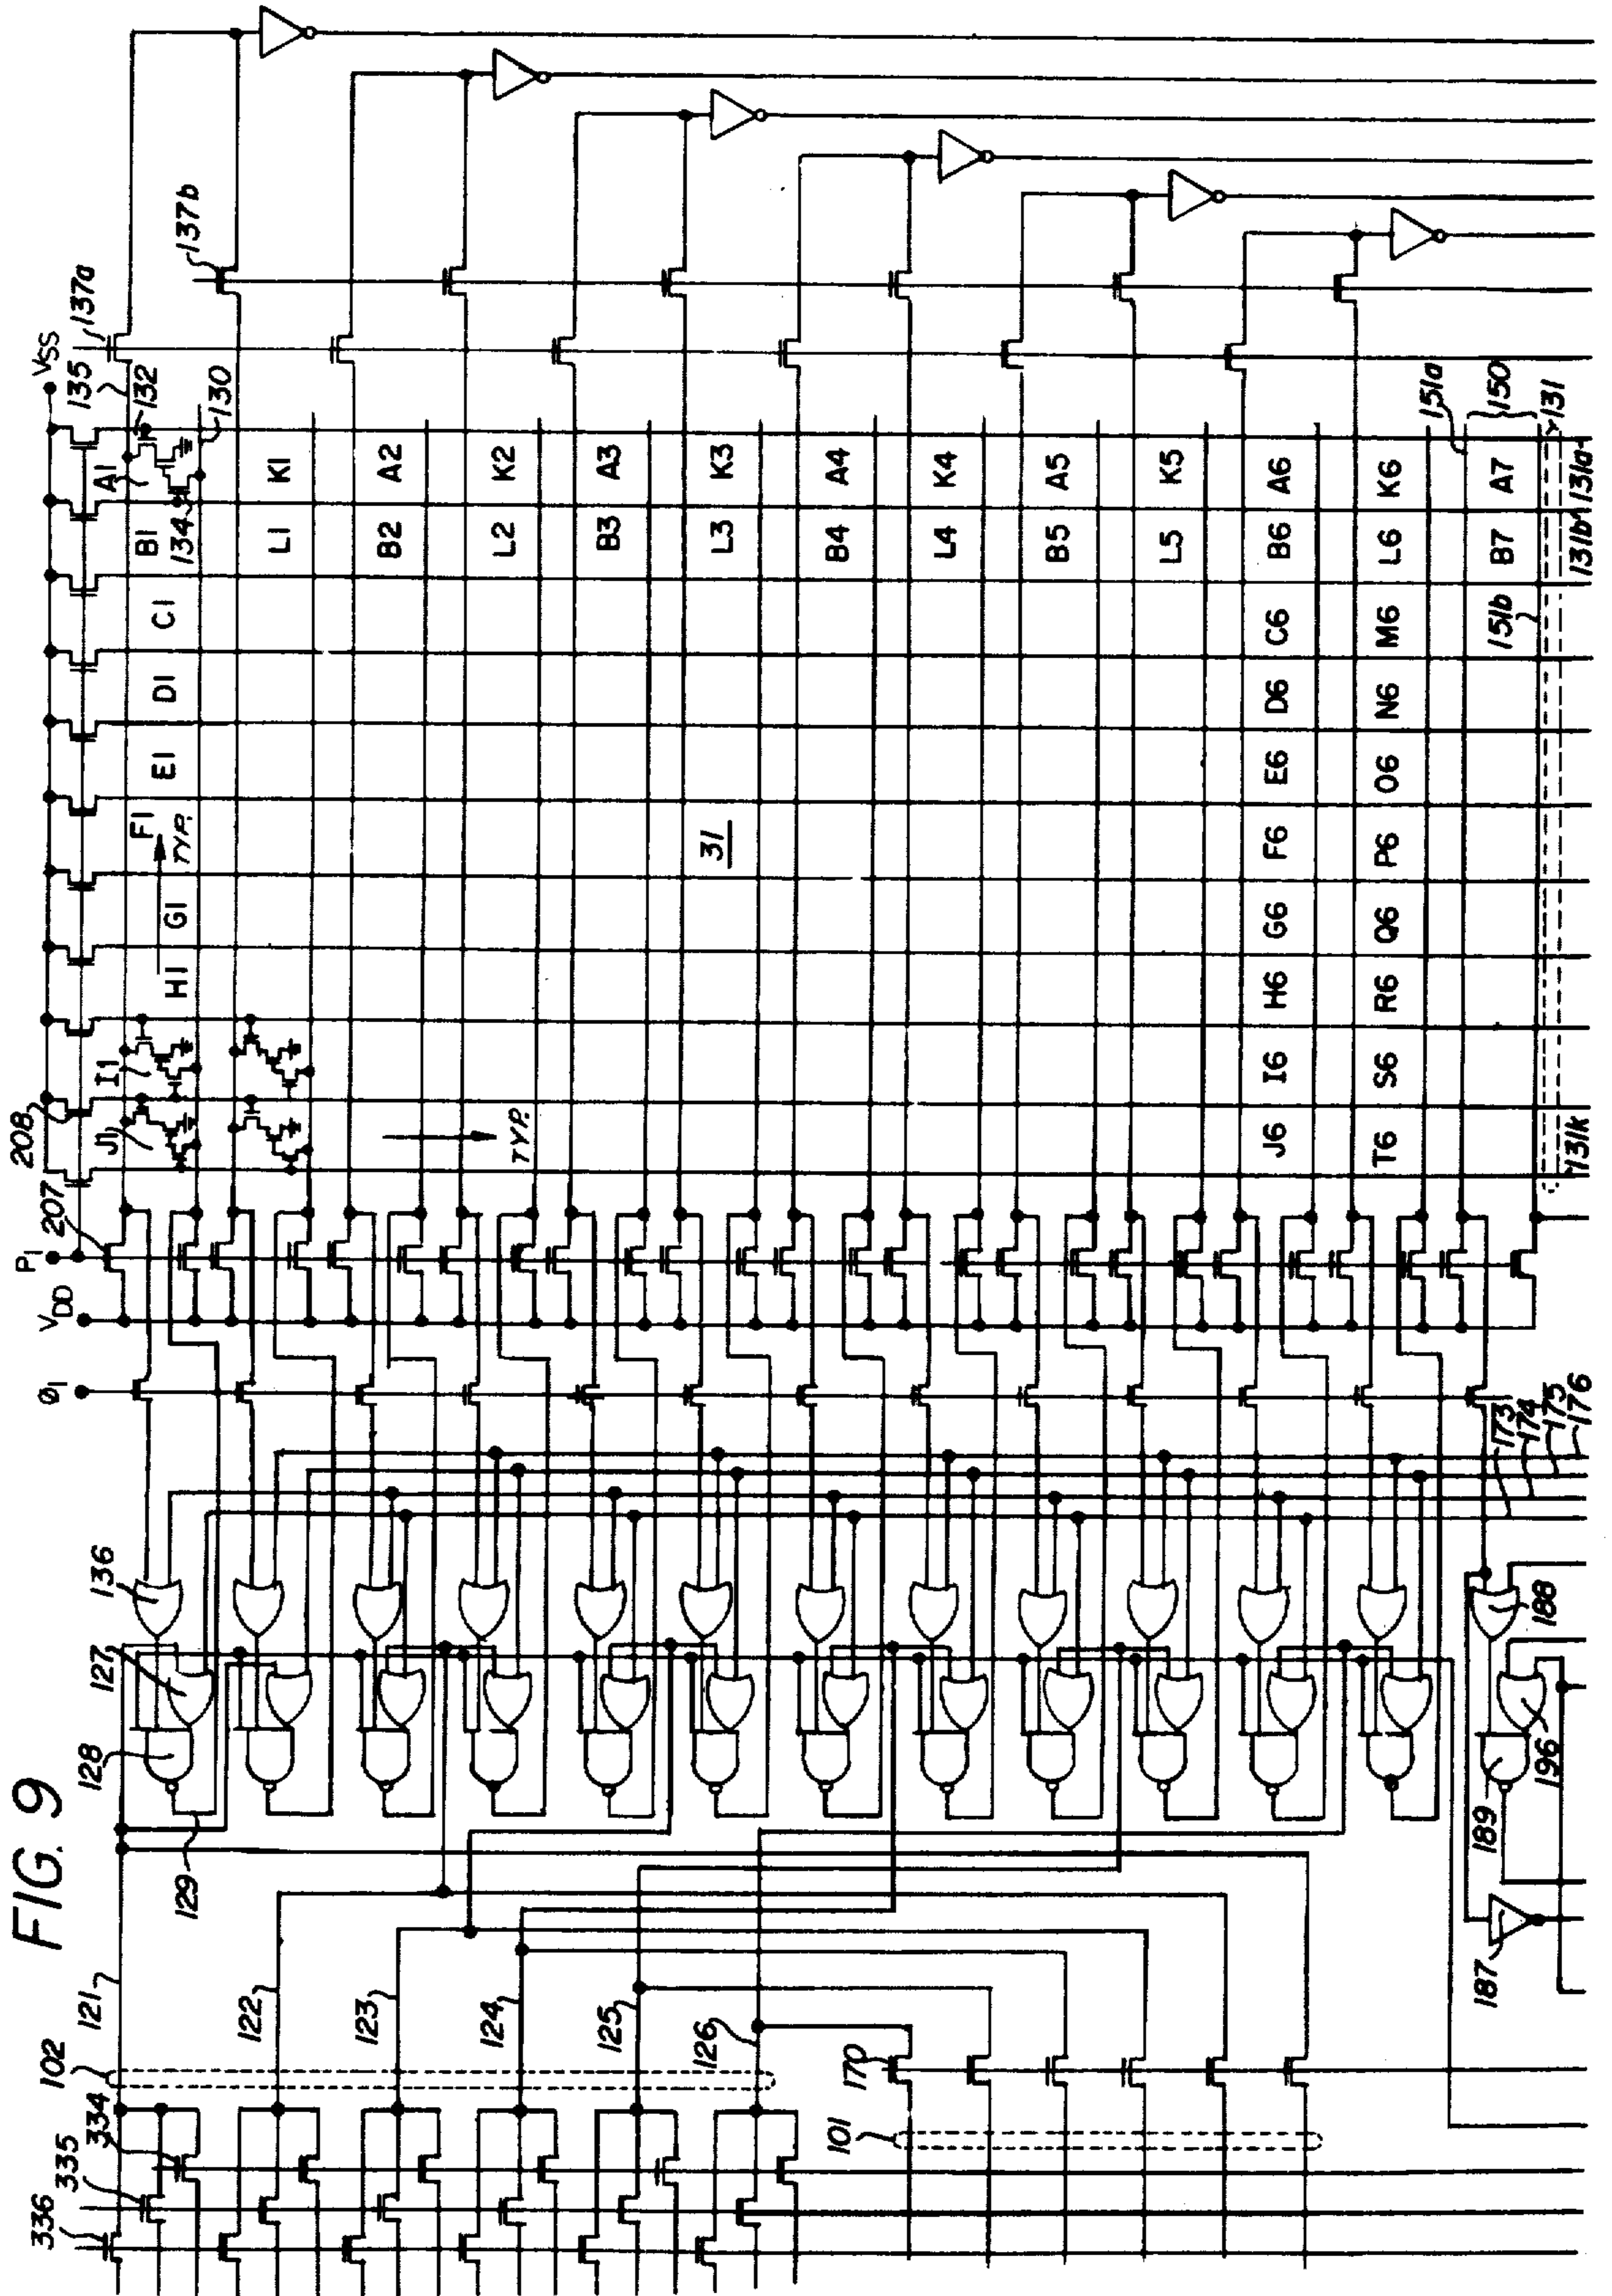 FIG. 9
336
335
334
102
121
129
128
127
136
Ø1
VDD
P1
207
208
J1
I1
H1
G1
F1
TYP.
E1
D1
C1
B1
134
A1
VSS
135
132
130
137a
137b
K1
L1
A2
B2
K2
L2
A3
B3
K3
L3
A4
B4
K4
L4
A5
B5
K5
L5
A6
B6
C6
D6
E6
F6
G6
H6
I6
J6
K6
L6
M6
N6
O6
P6
Q6
R6
S6
T6
A7
B7
31
TYP.
122
123
124
125
126
101
170
151a
150
151b
131
131a
131b
131k
173
174
175
176
188
196
189
187